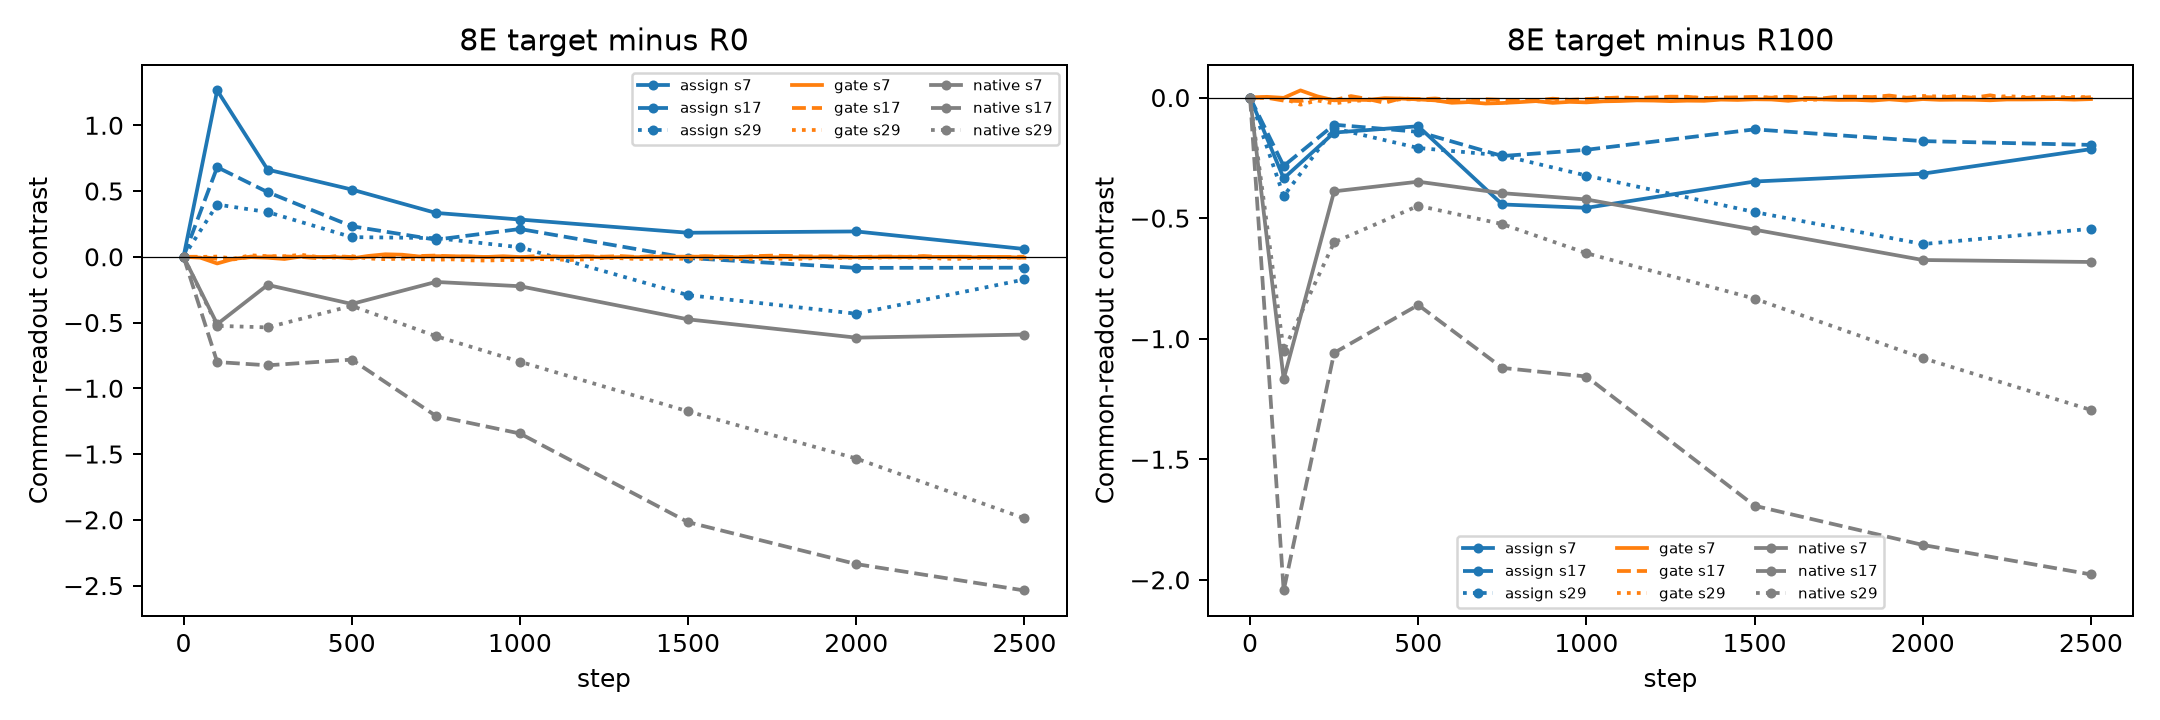 8E target minus R0
Common-readout contrast
1.0
0.5
0.0
−0.5
−1.0
−1.5
−2.0
−2.5
assign s7
assign s17
assign s29
gate s7
gate s17
gate s29
native s7
native s17
native s29
0 500 1000 1500 2000 2500
step
8E target minus R100
Common-readout contrast
0.0
−0.5
−1.0
−1.5
−2.0
assign s7
assign s17
assign s29
gate s7
gate s17
gate s29
native s7
native s17
native s29
0 500 1000 1500 2000 2500
step